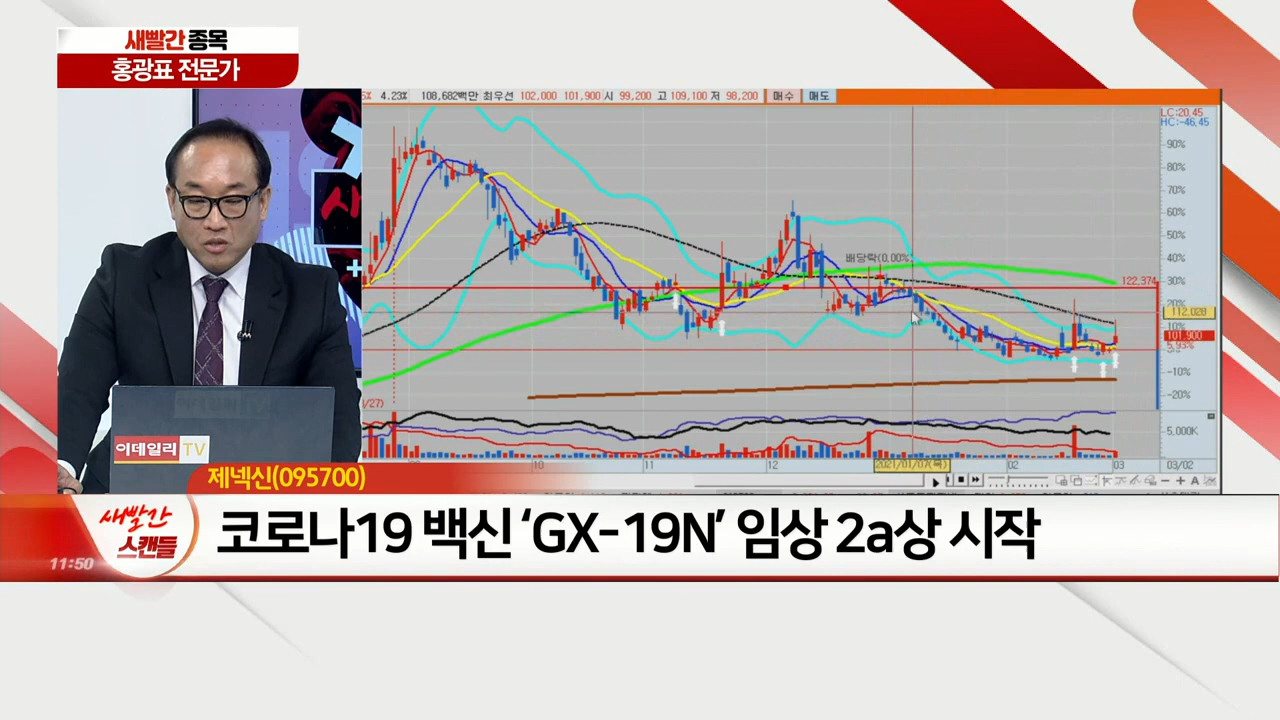 새빨간 종목
홍광표 전문가
5% 4.23% 108,682백만 최우선 102,000 101,900 시 99,200 고 109,100 저 98,200 매수 매도
LC:20.45
HC:-46.45
90%
80%
70%
60%
50%
40%
배당락(0.00%)
30%
122,374
20%
112,028
10%
101,900
5.93%
-10%
-20%
/27)
5,000K
10 11 12 2021/01/07(목) 02 03 03/02
이데일리 TV
제넥신(095700)
새빨간
스캔들
코로나19 백신 ‘GX-19N’ 임상 2a상 시작
11:50